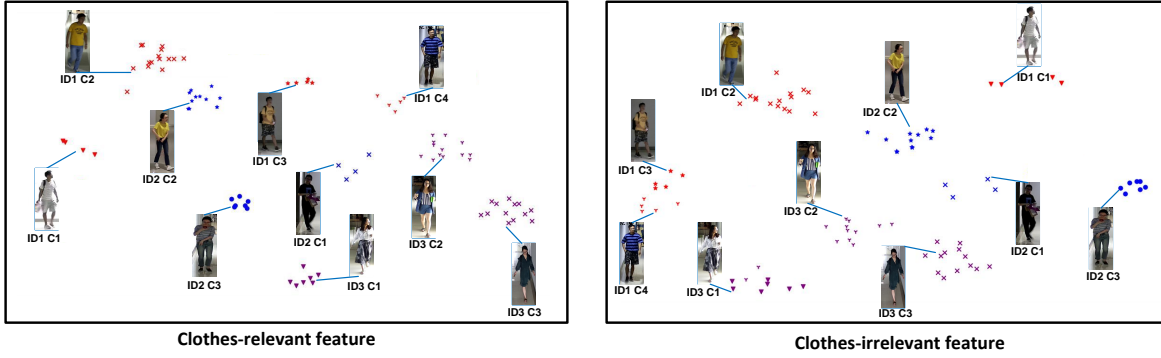 ID1 C2
ID1 C4
ID2 C2
ID1 C3
ID1 C1
ID2 C1
ID3 C2
ID2 C3
ID3 C1
ID3 C3
Clothes-relevant feature
ID1 C1
ID1 C2
ID2 C2
ID1 C3
ID3 C2
ID2 C1
ID2 C3
ID1 C4
ID3 C1
ID3 C3
Clothes-irrelevant feature